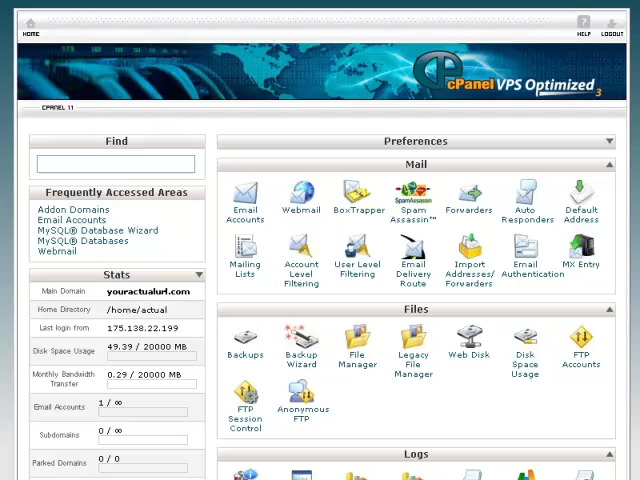 HOME
HELP
LOGOUT
cPanel VPS Optimized 3
CPANEL 11
Find
Frequently Accessed Areas
Addon Domains
Email Accounts
MySQL® Database Wizard
MySQL® Databases
Webmail
Stats
Main Domain youractualurl.com
Home Directory /home/actual
Last login from 175.138.22.199
Disk Space Usage 49.39 / 20000 MB
Monthly Bandwidth Transfer 0.29 / 20000 MB
Email Accounts 1 / ∞
Subdomains 0 / ∞
Parked Domains 0 / 0
Preferences
Mail
Email Accounts
Webmail
BoxTrapper
SpamAssassin
Spam Assassin™
Forwarders
Auto Responders
Default Address
Mailing Lists
Account Level Filtering
User Level Filtering
Email Delivery Route
Import Addresses/ Forwarders
Email Authentication
MX Entry
Files
Backups
Backup Wizard
File Manager
Legacy File Manager
Web Disk
Disk Space Usage
FTP Accounts
FTP Session Control
Anonymous FTP
Logs